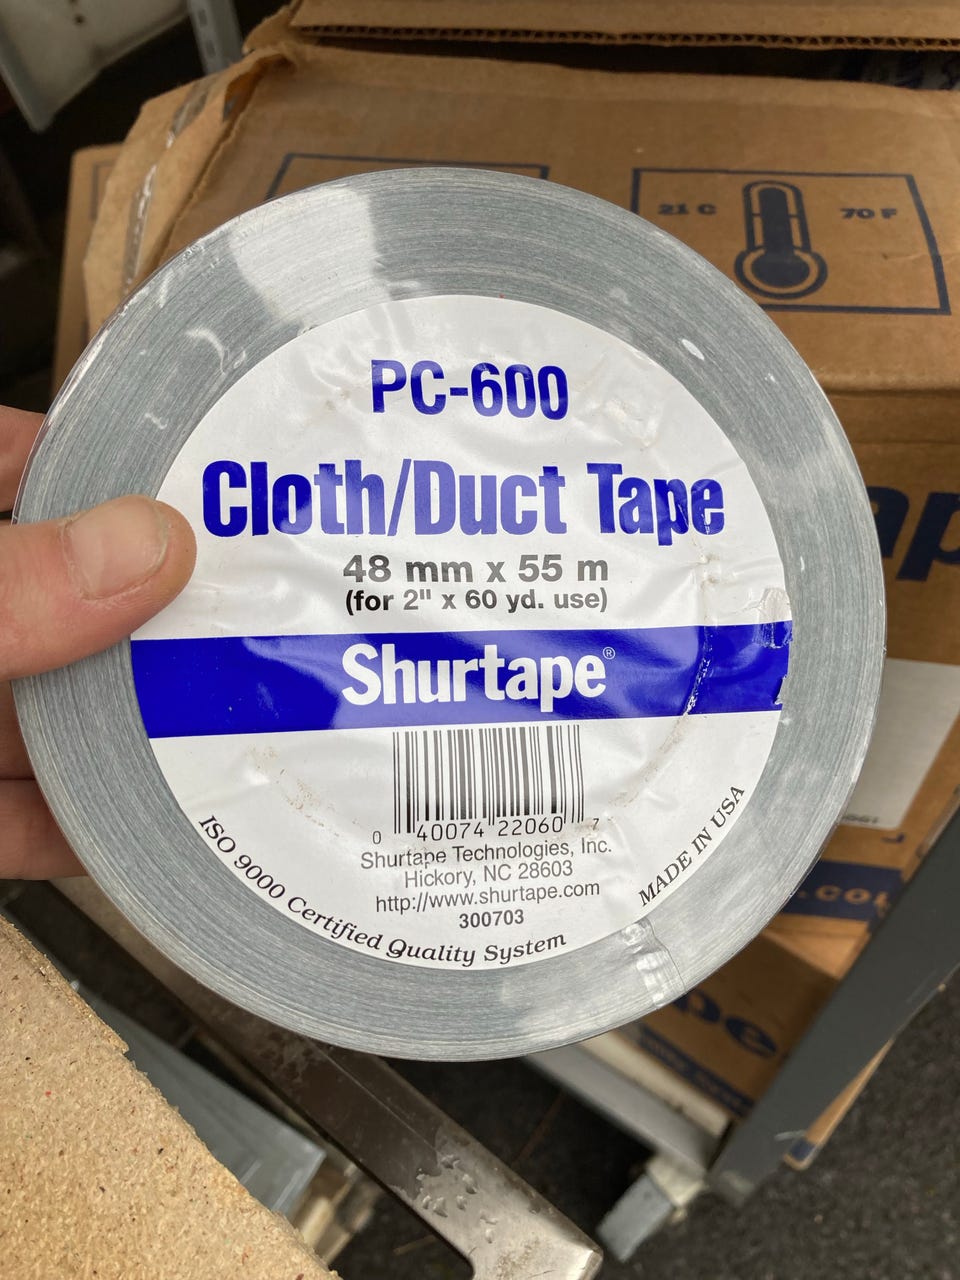 21 C
70 F
PC-600
Cloth/Duct Tape
48 mm x 55 m
(for 2" x 60 yd. use)
Shurtape®
0 40074 22060 7
Shurtape Technologies, Inc.
Hickory, NC 28603
http://www.shurtape.com
300703
ISO 9000 Certified Quality System
MADE IN USA